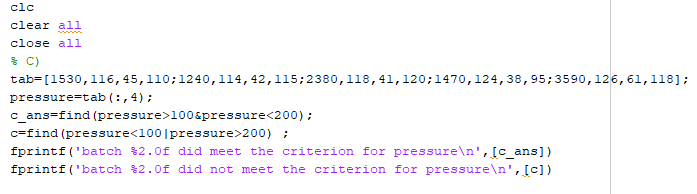 clc
clear all
close all
% C)
tab=[1530,116,45,110;1240,114,42,115;2380,118,41,120;1470,124,38,95;3590,126,61,118];
pressure=tab(:,4);
c_ans=find(pressure>100&pressure<200);
c=find(pressure<100|pressure>200) ;
fprintf('batch %2.0f did meet the criterion for pressure\n',[c_ans])
fprintf('batch %2.0f did not meet the criterion for pressure\n',[c])